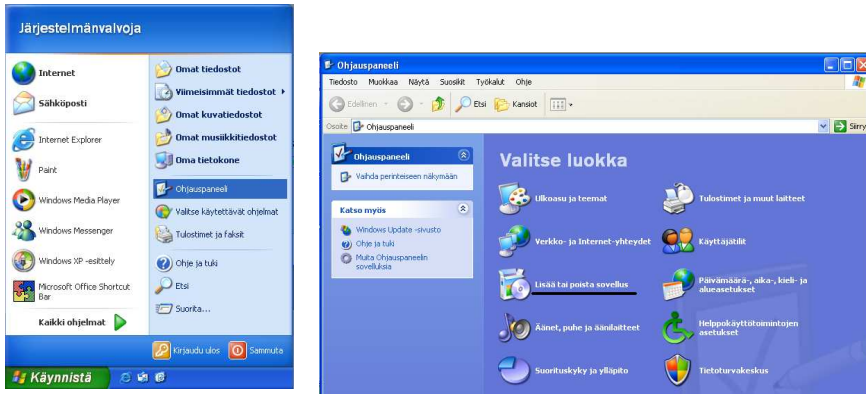 Järjestelmänvalvoja
Internet
Sähköposti
Internet Explorer
Paint
Windows Media Player
Windows Messenger
Windows XP -esittely
Microsoft Office Shortcut
Bar
Kaikki ohjelmat
Omat tiedostot
Viimeisimmät tiedostot
Omat kuvatiedostot
Omat musiikkitiedostot
Oma tietokone
Ohjauspaneeli
Valitse käytettävät ohjelmat
Tulostimet ja faksit
Ohje ja tuki
Etsi
Suorita...
Kirjaudu ulos
Sammuta
Käynnistä
Ohjauspaneeli
Tiedosto Muokkaa Näytä Suosikit Työkalut Ohje
Edellinen Etsi Kansiot
Osoite Ohjauspaneeli Siirry
Ohjauspaneeli
Vaihda perinteiseen näkymään
Katso myös
Windows Update -sivusto
Ohje ja tuki
Muita Ohjauspaneelin
sovelluksia
Valitse luokka
Ulkoasu ja teemat
Tulostimet ja muut laitteet
Verkko- ja Internet-yhteydet
Käyttäjätilit
Lisää tai poista sovellus
Päivämäärä-, aika-, kieli- ja
alueasetukset
Äänet, puhe ja äänilaitteet
Helppokäyttötoimintojen
asetukset
Suorituskyky ja ylläpito
Tietoturvakeskus